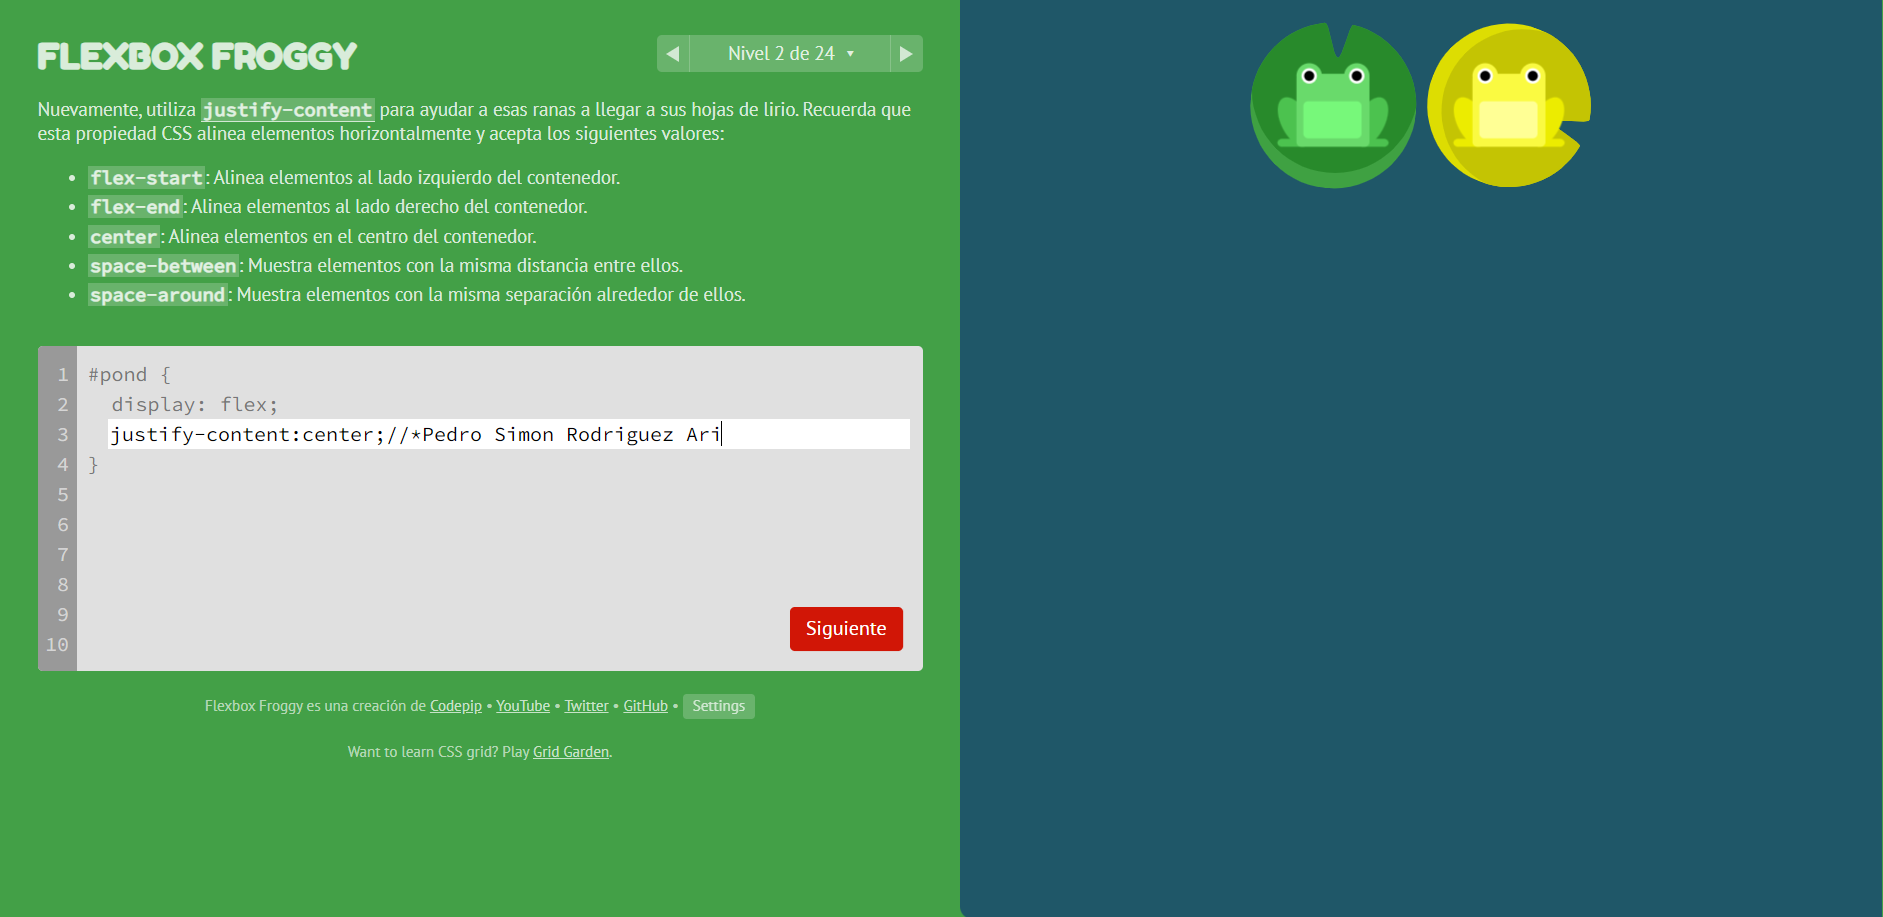 FLEXBOX FROGGY
Nivel 2 de 24
Nuevamente, utiliza justify-content para ayudar a esas ranas a llegar a sus hojas de lirio. Recuerda que
esta propiedad CSS alinea elementos horizontalmente y acepta los siguientes valores:
flex-start: Alinea elementos al lado izquierdo del contenedor.
flex-end: Alinea elementos al lado derecho del contenedor.
center: Alinea elementos en el centro del contenedor.
space-between: Muestra elementos con la misma distancia entre ellos.
space-around: Muestra elementos con la misma separación alrededor de ellos.
1 #pond {
2 display: flex;
3 justify-content:center;//*Pedro Simon Rodriguez Ari
4 }
5
6
7
8
9
10
Siguiente
Flexbox Froggy es una creación de Codepip • YouTube • Twitter • GitHub • Settings
Want to learn CSS grid? Play Grid Garden.